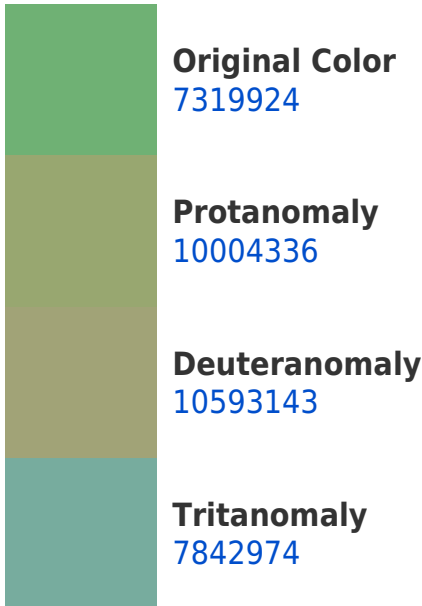 Original Color
7319924
Protanomaly
10004336
Deuteranomaly
10593143
Tritanomaly
7842974